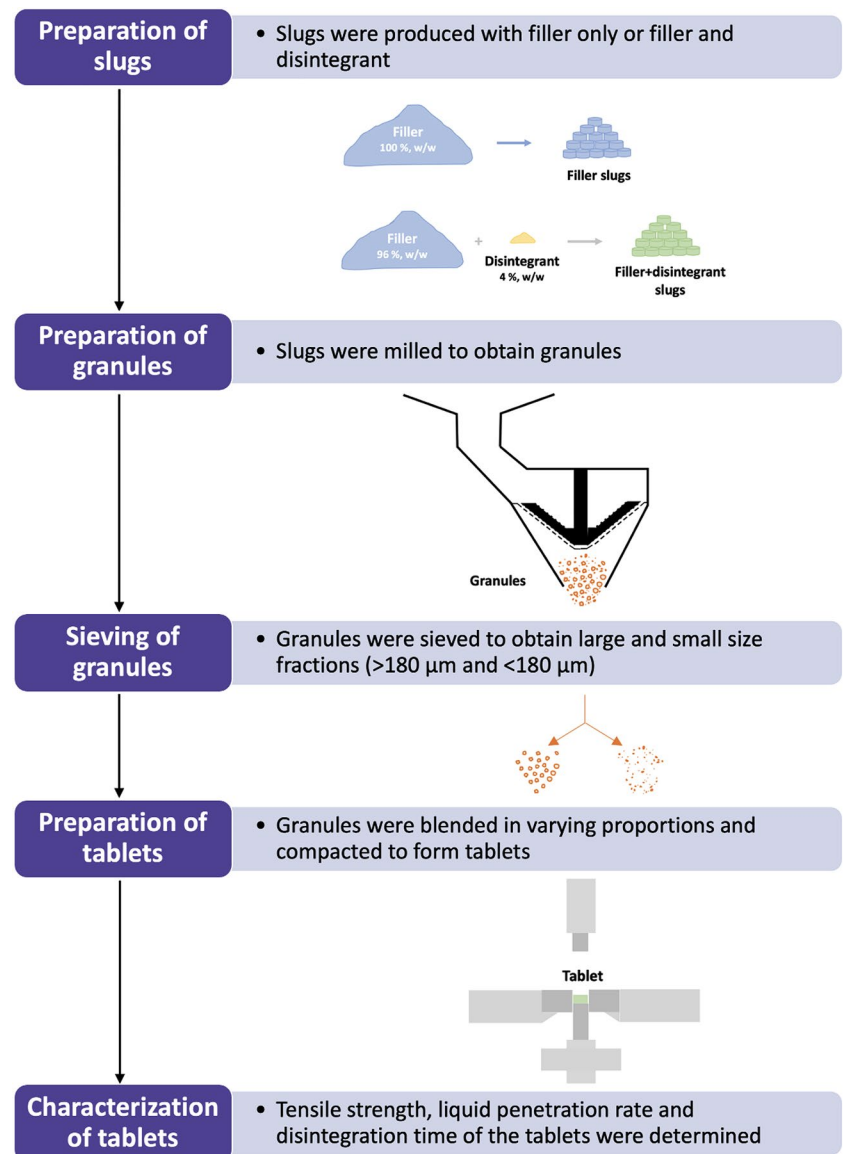 Preparation of
slugs
• Slugs were produced with filler only or filler and
disintegrant
Filler
100 %, w/w
Filler slugs
Filler
96 %, w/w
+
Disintegrant
4 %, w/w
Filler+disintegrant
slugs
Preparation of
granules
• Slugs were milled to obtain granules
Granules
Sieving of
granules
• Granules were sieved to obtain large and small size
fractions (>180 µm and <180 µm)
Preparation of
tablets
• Granules were blended in varying proportions and
compacted to form tablets
Tablet
Characterization
of tablets
• Tensile strength, liquid penetration rate and
disintegration time of the tablets were determined